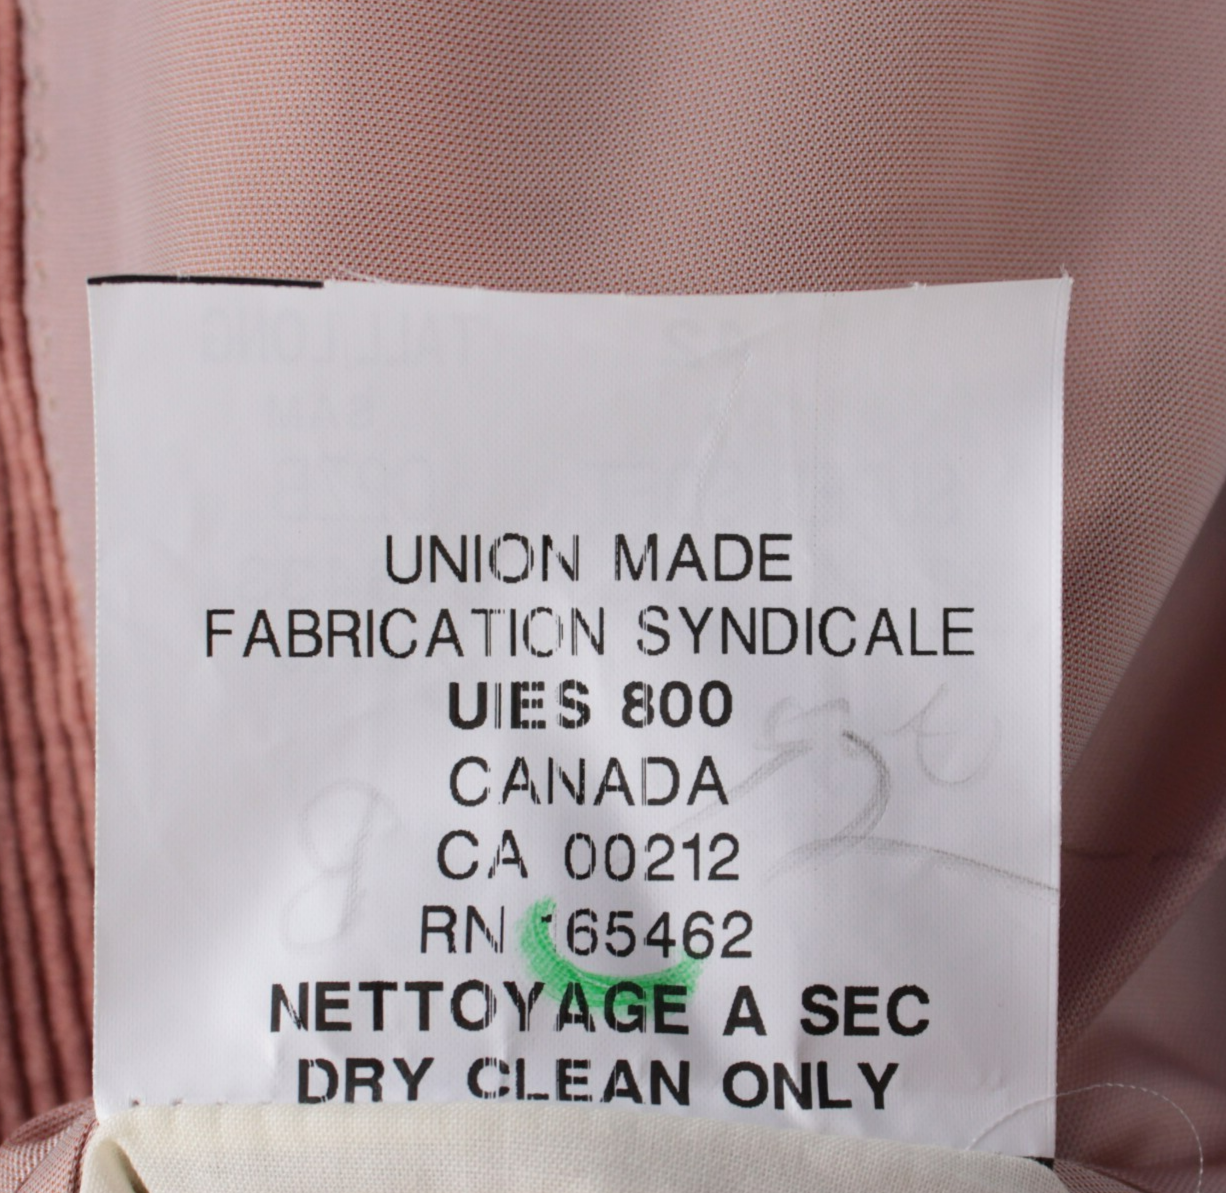 UNION MADE
FABRICATION SYNDICALE
UIES 800
CANADA
CA 00212
RN 165462
NETTOYAGE A SEC
DRY CLEAN ONLY